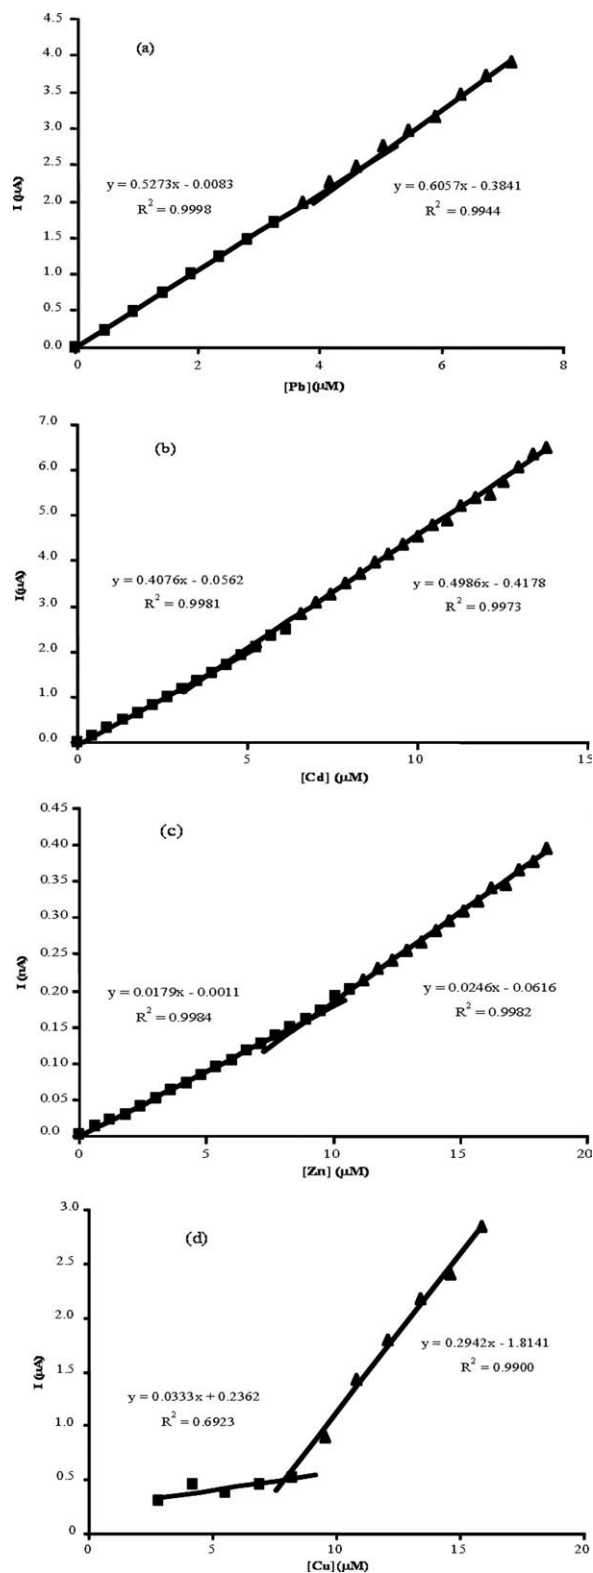 (a)
4.5
4.0
3.5
3.0
2.5
2.0
1.5
1.0
0.5
0.0
I (µA)
y = 0.5273x - 0.0083
R² = 0.9998
y = 0.6057x - 0.3841
R² = 0.9944
0 2 4 6 8
[Pb](µM)
(b)
7.0
6.0
5.0
4.0
3.0
2.0
1.0
0.0
I(µA)
y = 0.4076x - 0.0562
R² = 0.9981
y = 0.4986x - 0.4178
R² = 0.9973
0 5 10 15
[Cd] (µM)
(c)
0.45
0.40
0.35
0.30
0.25
0.20
0.15
0.10
0.05
0.0
I (nA)
y = 0.0179x - 0.0011
R² = 0.9984
y = 0.0246x - 0.0616
R² = 0.9982
0 5 10 15 20
[Zn] (µM)
(d)
3.0
2.5
2.0
1.5
1.0
0.5
0
I (µA)
y = 0.2942x - 1.8141
R² = 0.9900
y = 0.0333x + 0.2362
R² = 0.6923
0 5 10 15 20
[Cu](µM)